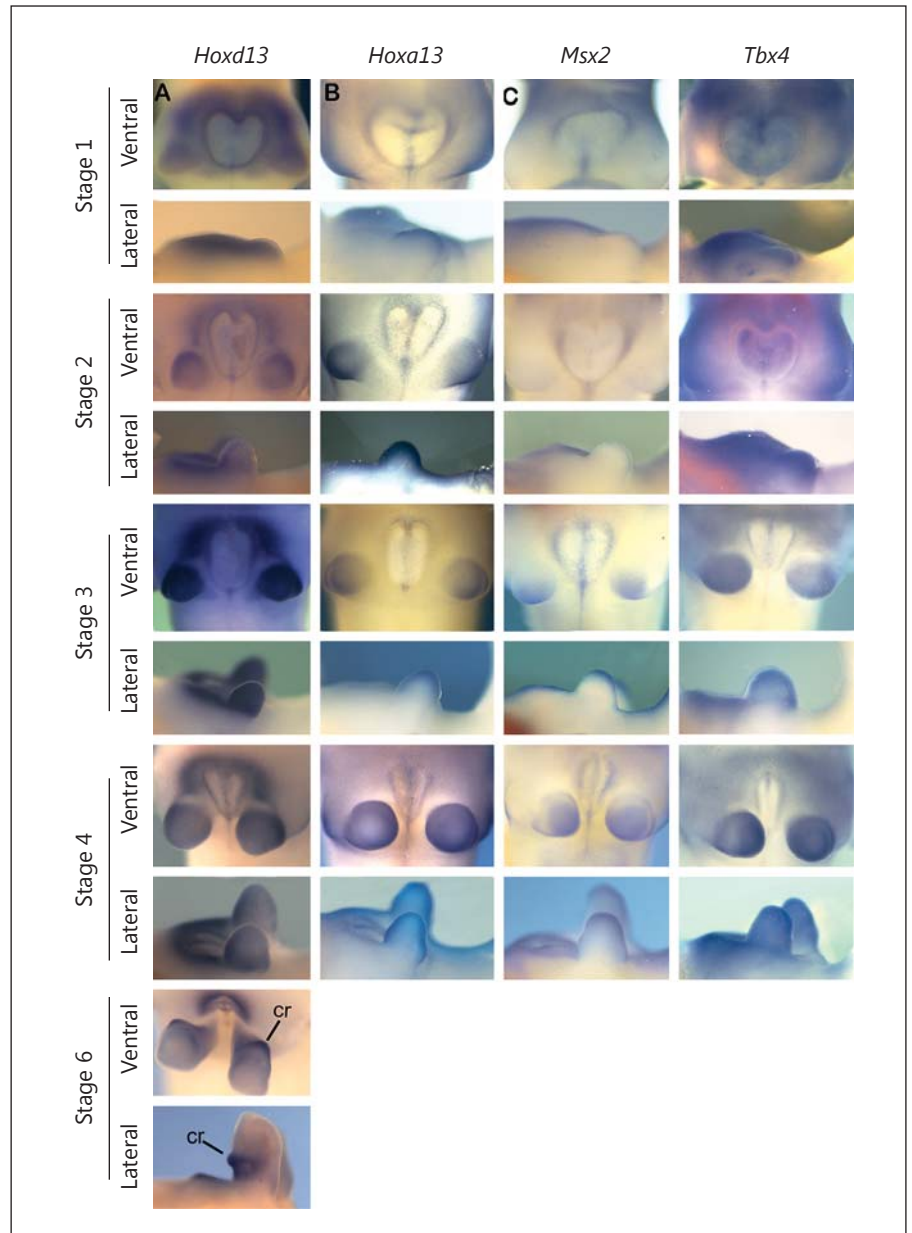 Hoxd13 Hoxa13 Msx2 Tbx4
A B C
Stage 1
Ventral
Lateral
Stage 2
Ventral
Lateral
Stage 3
Ventral
Lateral
Stage 4
Ventral
Lateral
Stage 6
Ventral
cr
Lateral
cr